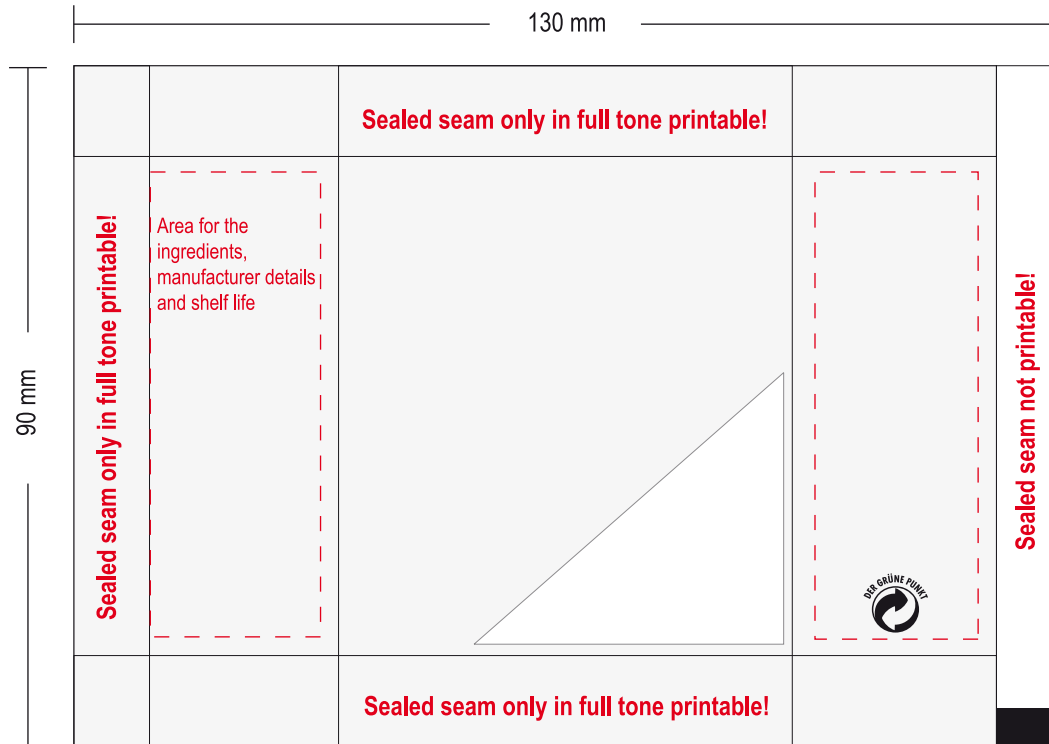 130 mm
Sealed seam only in full tone printable!
90 mm
Sealed seam only in full tone printable!
Area for the
ingredients,
manufacturer details
and shelf life
DER GRÜNE PUNKT
Sealed seam not printable!
Sealed seam only in full tone printable!